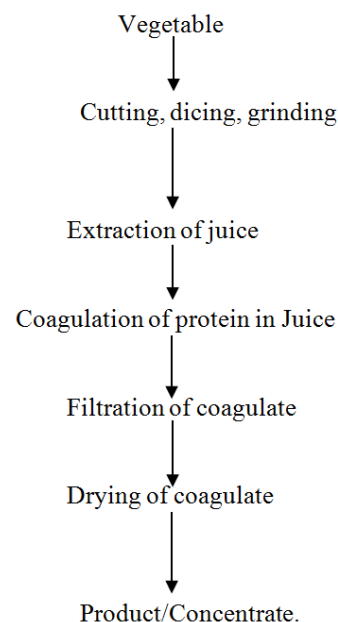 Vegetable
Cutting, dicing, grinding
Extraction of juice
Coagulation of protein in Juice
Filtration of coagulate
Drying of coagulate
Product/Concentrate.